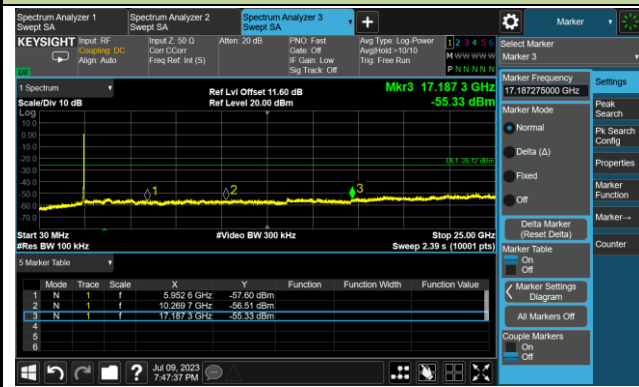 Spectrum Analyzer 1
Swept SA
Spectrum Analyzer 2
Swept SA
Spectrum Analyzer 3
Swept SA
+
Marker
KEYSIGHT
Input: RF
Coupling: DC
Align: Auto
Input Z: 50 Ω
Corr CCorr
Freq Ref: Int (S)
Atten: 20 dB
PNO: Fast
Gate: Off
IF Gain: Low
Sig Track: Off
Avg Type: Log-Power
Avg|Hold:>10/10
Trig: Free Run
1 2 3 4 5 6
M W W W W W
P N N N N N
Select Marker
Marker 3
LXI
1 Spectrum
Scale/Div 10 dB
Ref Lvl Offset 11.60 dB
Ref Level 20.00 dBm
Mkr3 17.187 3 GHz
-55.33 dBm
Log
10.0
0.00
-10.0
-20.0
-30.0
-40.0
-50.0
-60.0
-70.0
DL1 -26.12 dBm
1
2
3
Start 30 MHz
#Video BW 300 kHz
Stop 25.00 GHz
#Res BW 100 kHz
Sweep 2.39 s (10001 pts)
5 Marker Table
Mode Trace Scale X Y Function Function Width Function Value
1 N 1 f 5.952 6 GHz -57.60 dBm
2 N 1 f 10.269 7 GHz -56.51 dBm
3 N 1 f 17.187 3 GHz -55.33 dBm
4
5
6
Marker Frequency
17.187275000 GHz
Marker Mode
Normal
Delta (Δ)
Fixed
Off
Delta Marker
(Reset Delta)
Marker Table
On
Off
Marker Settings
Diagram
All Markers Off
Couple Markers
On
Off
Settings
Peak
Search
Pk Search
Config
Properties
Marker
Function
Marker→
Counter
?
Jul 09, 2023
7:47:37 PM